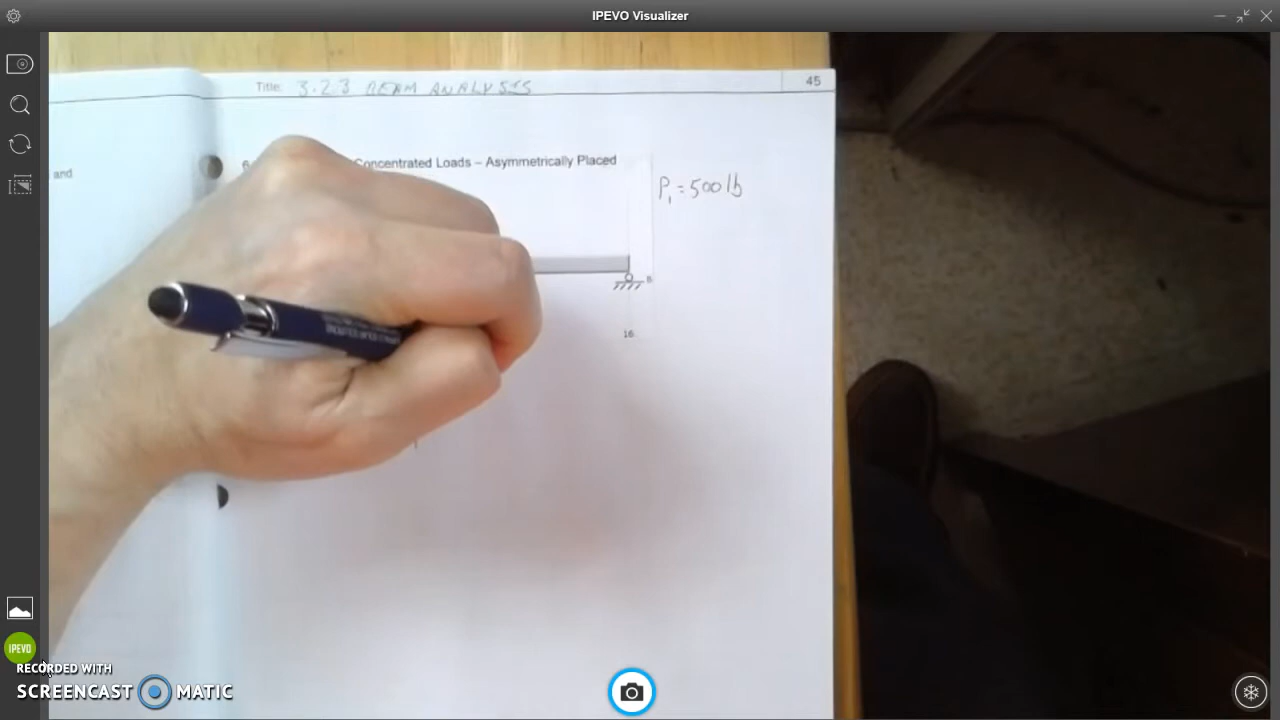 IPEVO Visualizer
Title: 3.2.3 BEAM ANALYSIS
45
and
6. Concentrated Loads – Asymmetrically Placed
P₁ = 500 lb
B
16
IPEVO
RECORDED WITH
SCREENCAST MATIC